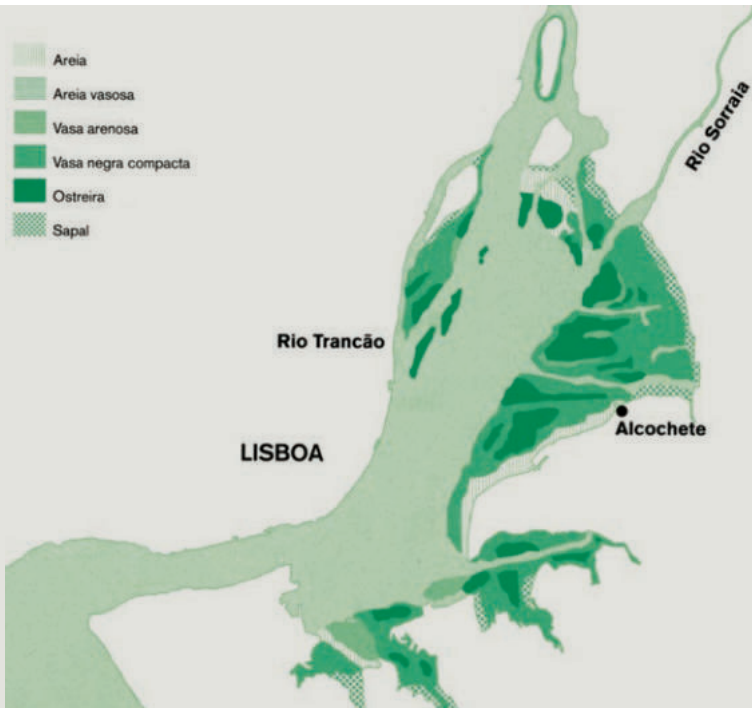 Areia
Areia vasosa
Vasa arenosa
Vasa negra compacta
Ostreira
Sapal
Rio Sorraia
Rio Trancão
Alcochete
LISBOA